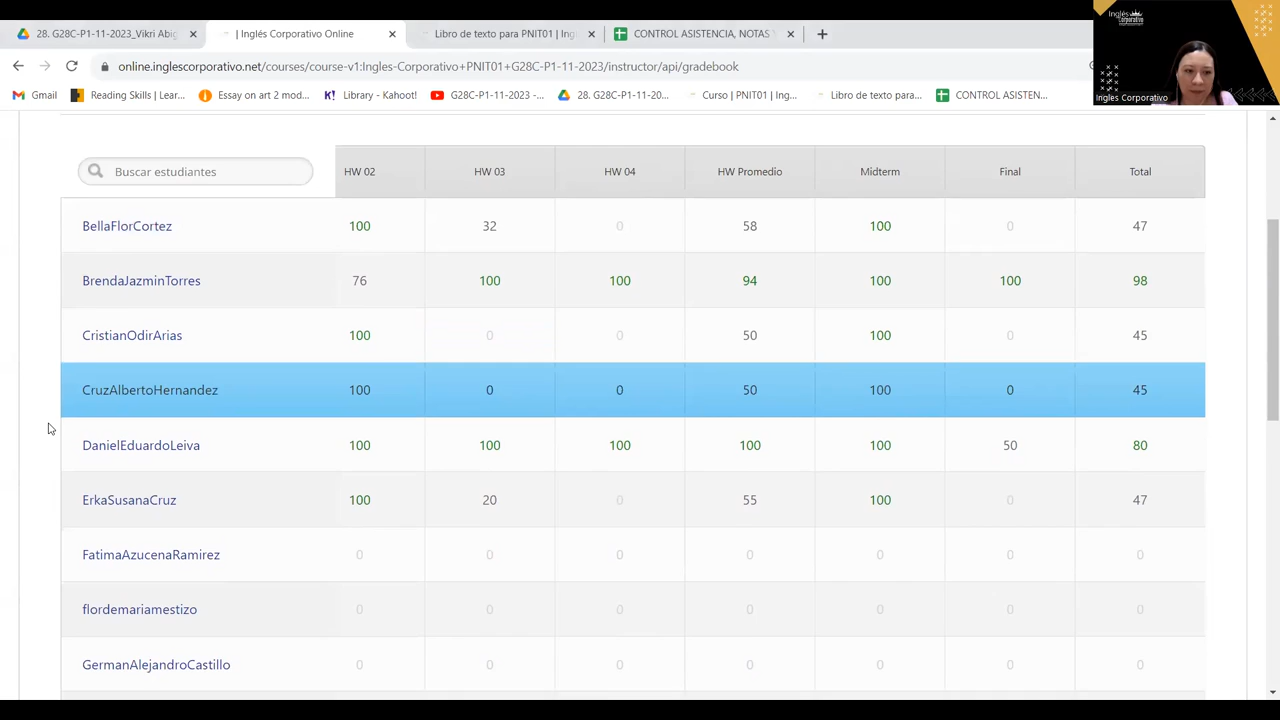 28. G28C-P1-11-2023_Vikri Abig
| Inglés Corporativo Online
Libro de texto para PNIT01 | Ing
CONTROL ASISTENCIA, NOTAS
online.inglescorporativo.net/courses/course-v1:Ingles-Corporativo+PNIT01+G28C-P1-11-2023/instructor/api/gradebook
Gmail
Reading Skills | Lear...
Essay on art 2 mod...
Library - Kahoot
G28C-P1-11-2023 -...
28. G28C-P1-11-20...
Curso | PNIT01 | Ing...
Libro de texto para...
CONTROL ASISTEN...
Inglés Corporativo
Ingles Corporativo
Buscar estudiantes
HW 02 HW 03 HW 04 HW Promedio Midterm Final Total
BellaFlorCortez 100 32 0 58 100 0 47
BrendaJazminTorres 76 100 100 94 100 100 98
CristianOdirArias 100 0 0 50 100 0 45
CruzAlbertoHernandez 100 0 0 50 100 0 45
DanielEduardoLeiva 100 100 100 100 100 50 80
ErkaSusanaCruz 100 20 0 55 100 0 47
FatimaAzucenaRamirez 0 0 0 0 0 0 0
flordemariamestizo 0 0 0 0 0 0 0
GermanAlejandroCastillo 0 0 0 0 0 0 0